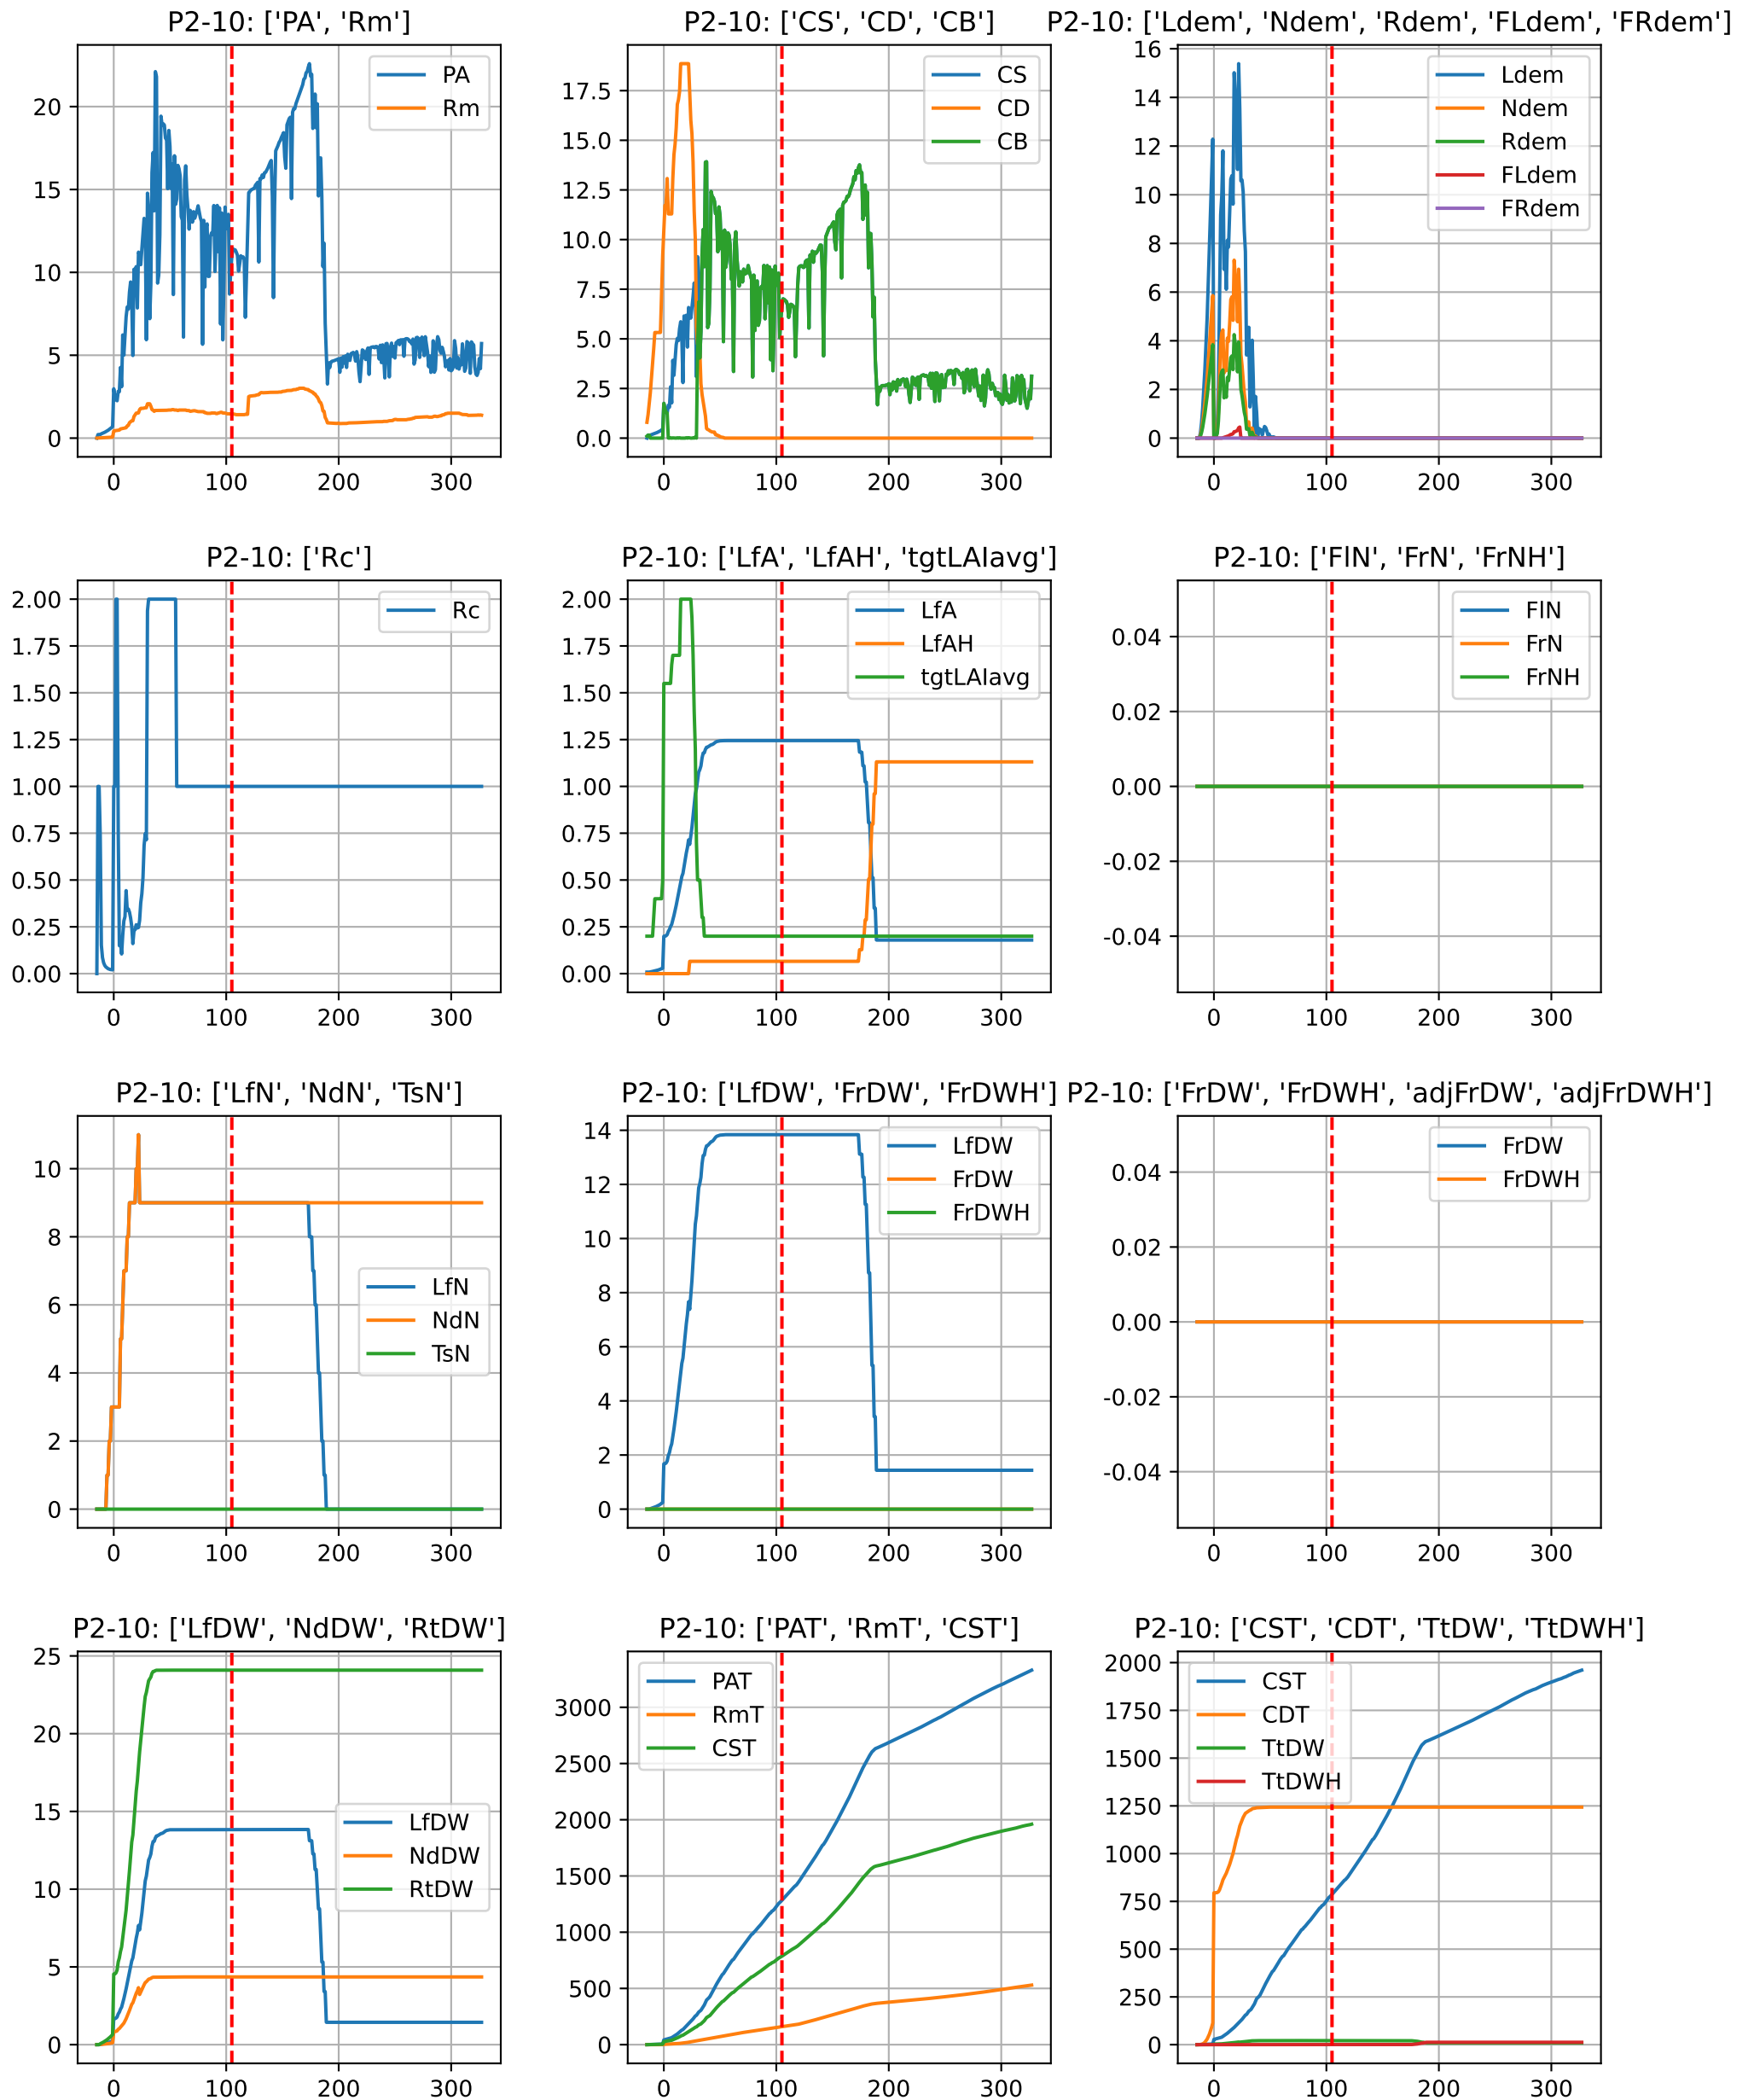 P2-10: ['PA', 'Rm']
20
15
10
5
0
0 100 200 300
PA
Rm
P2-10: ['CS', 'CD', 'CB']
17.5
15.0
12.5
10.0
7.5
5.0
2.5
0.0
0 100 200 300
CS
CD
CB
P2-10: ['Ldem', 'Ndem', 'Rdem', 'FLdem', 'FRdem']
16
14
12
10
8
6
4
2
0
0 100 200 300
Ldem
Ndem
Rdem
FLdem
FRdem
P2-10: ['Rc']
2.00
1.75
1.50
1.25
1.00
0.75
0.50
0.25
0.00
0 100 200 300
Rc
P2-10: ['LfA', 'LfAH', 'tgtLAIavg']
2.00
1.75
1.50
1.25
1.00
0.75
0.50
0.25
0.00
0 100 200 300
LfA
LfAH
tgtLAIavg
P2-10: ['FlN', 'FrN', 'FrNH']
0.04
0.02
0.00
-0.02
-0.04
0 100 200 300
FlN
FrN
FrNH
P2-10: ['LfN', 'NdN', 'TsN']
10
8
6
4
2
0
0 100 200 300
LfN
NdN
TsN
P2-10: ['LfDW', 'FrDW', 'FrDWH']
14
12
10
8
6
4
2
0
0 100 200 300
LfDW
FrDW
FrDWH
P2-10: ['FrDW', 'FrDWH', 'adjFrDW', 'adjFrDWH']
0.04
0.02
0.00
-0.02
-0.04
0 100 200 300
FrDW
FrDWH
P2-10: ['LfDW', 'NdDW', 'RtDW']
25
20
15
10
5
0
0 100 200 300
LfDW
NdDW
RtDW
P2-10: ['PAT', 'RmT', 'CST']
3000
2500
2000
1500
1000
500
0
0 100 200 300
PAT
RmT
CST
P2-10: ['CST', 'CDT', 'TtDW', 'TtDWH']
2000
1750
1500
1250
1000
750
500
250
0
0 100 200 300
CST
CDT
TtDW
TtDWH